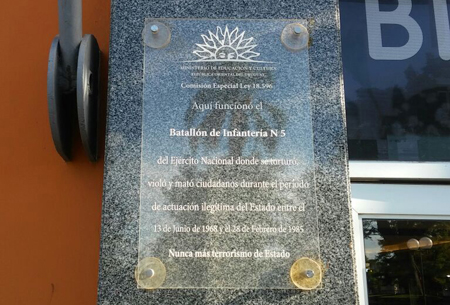 MINISTERIO DE EDUCACIÓN Y CULTURA
REPÚBLICA ORIENTAL DEL URUGUAY
Comisión Especial Ley 18.596
Aquí funcionó el
Batallón de Infantería N 5
del Ejército Nacional donde se torturó,
violó y mató ciudadanos durante el período
de actuación ilegítima del Estado entre el
13 de junio de 1968 y el 28 de Febrero de 1985
Nunca más terrorismo de Estado